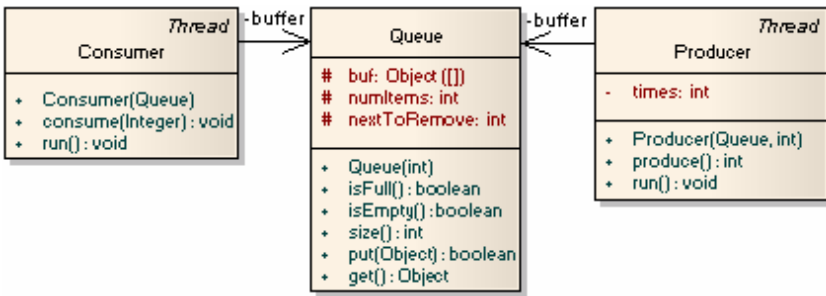 Thread
Consumer
+ Consumer(Queue)
+ consume(Integer) : void
+ run() : void
-buffer
Queue
# buf: Object ([])
# numItems: int
# nextToRemove: int
+ Queue(int)
+ isFull() : boolean
+ isEmpty() : boolean
+ size() : int
+ put(Object) : boolean
+ get() : Object
-buffer
Thread
Producer
- times: int
+ Producer(Queue, int)
+ produce() : int
+ run() : void